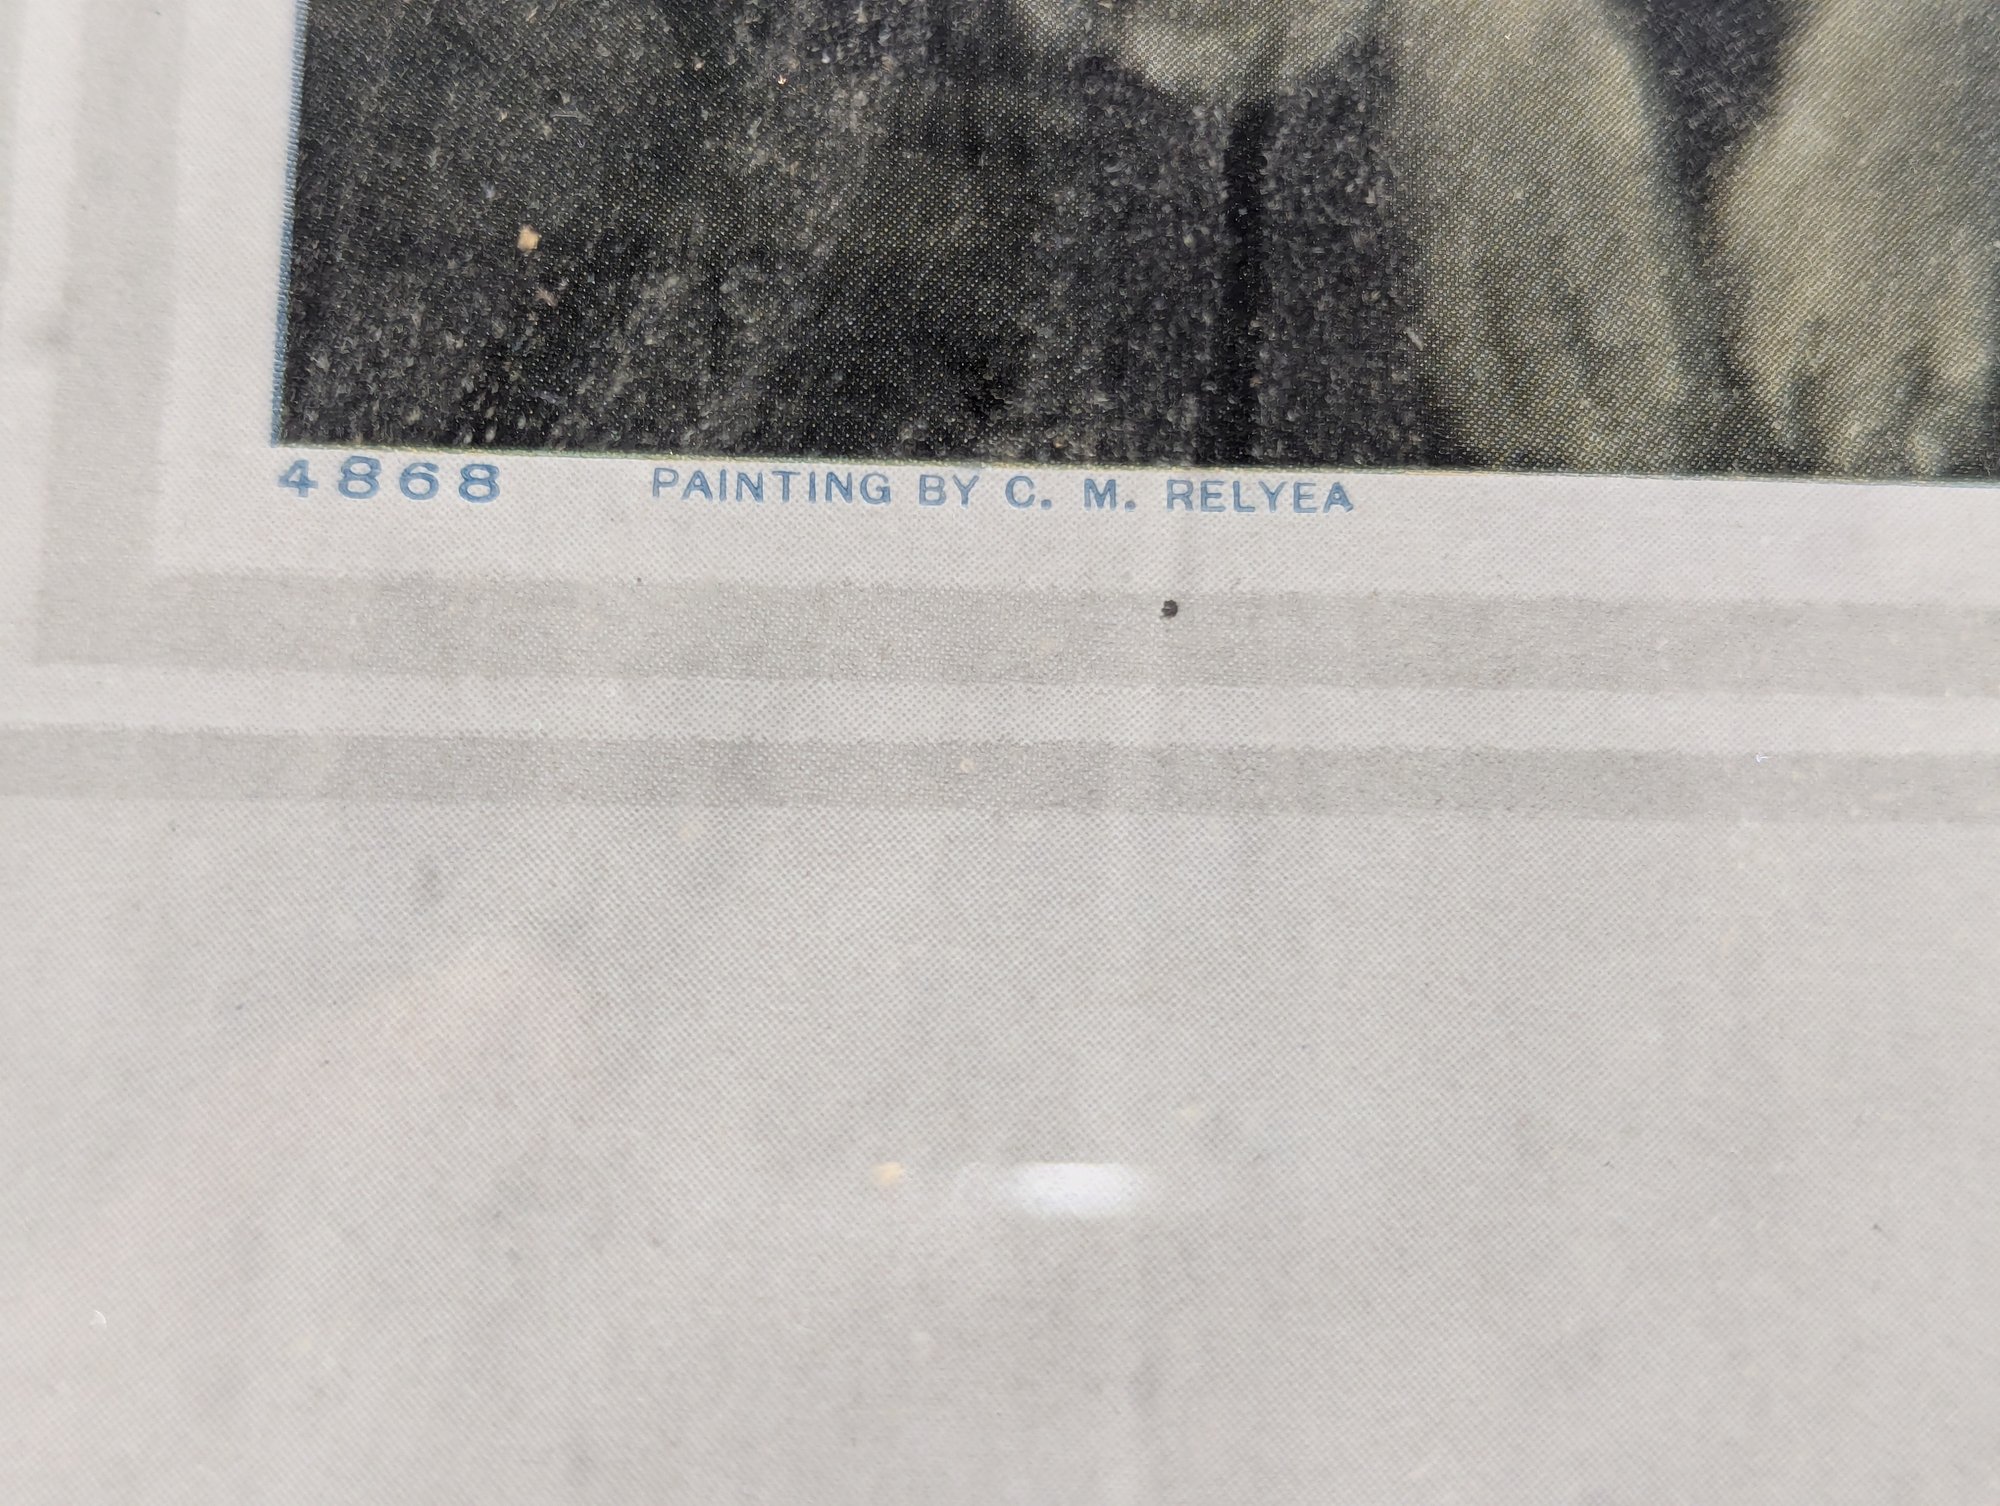 4868 PAINTING BY C. M. RELYEA